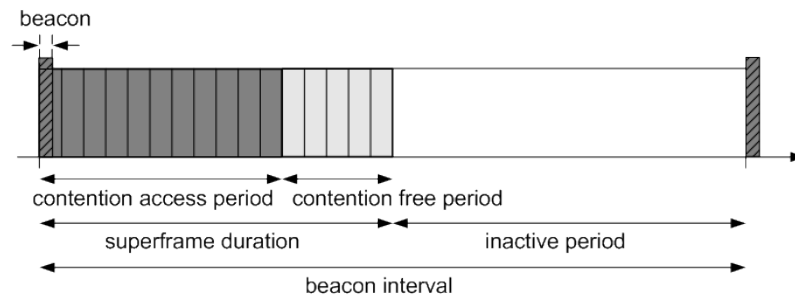 beacon
contention access period contention free period
superframe duration inactive period
beacon interval